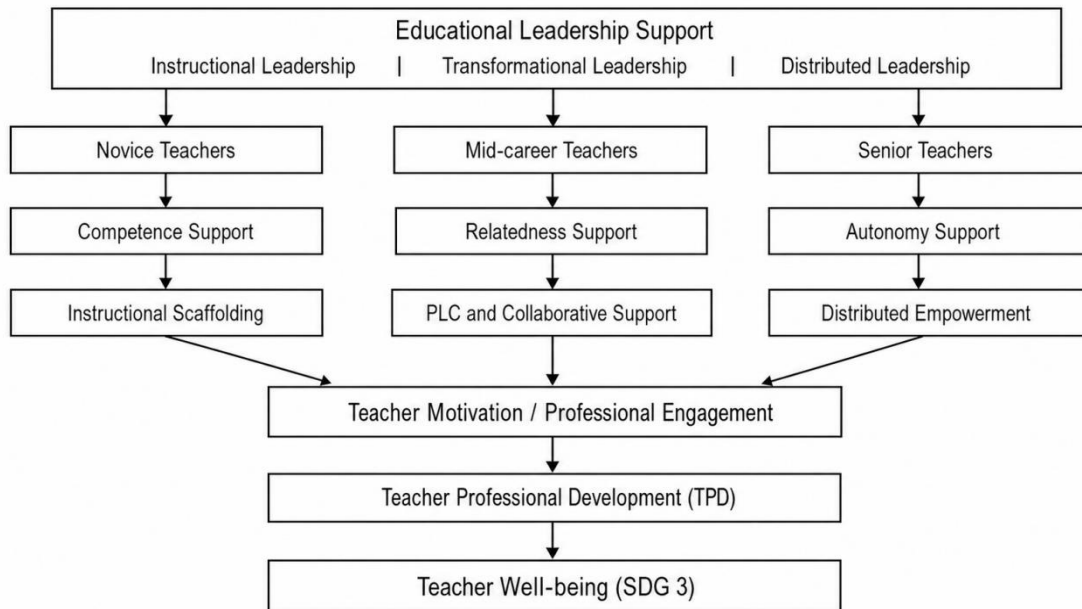 Educational Leadership Support
Instructional Leadership | Transformational Leadership | Distributed Leadership
Novice Teachers
Mid-career Teachers
Senior Teachers
Competence Support
Relatedness Support
Autonomy Support
Instructional Scaffolding
PLC and Collaborative Support
Distributed Empowerment
Teacher Motivation / Professional Engagement
Teacher Professional Development (TPD)
Teacher Well-being (SDG 3)